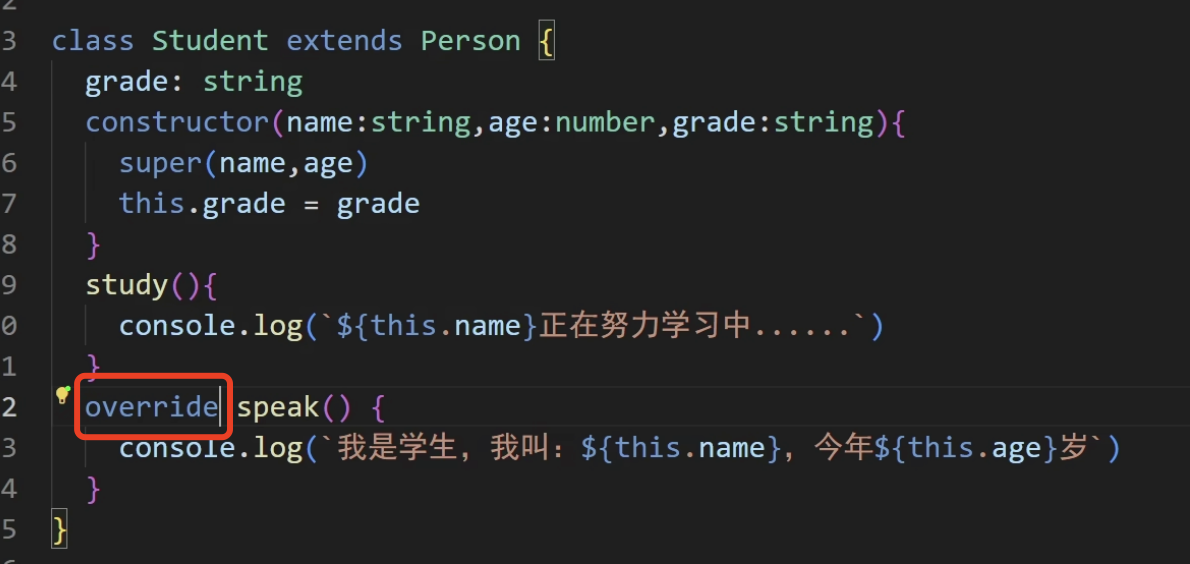 2
3 class Student extends Person {
4 grade: string
5 constructor(name:string,age:number,grade:string){
6 super(name,age)
7 this.grade = grade
8 }
9 study(){
0 console.log(`${this.name}正在努力学习中......`)
1 }
2 override speak() {
3 console.log(`我是学生，我叫：${this.name}，今年${this.age}岁`)
4 }
5 }